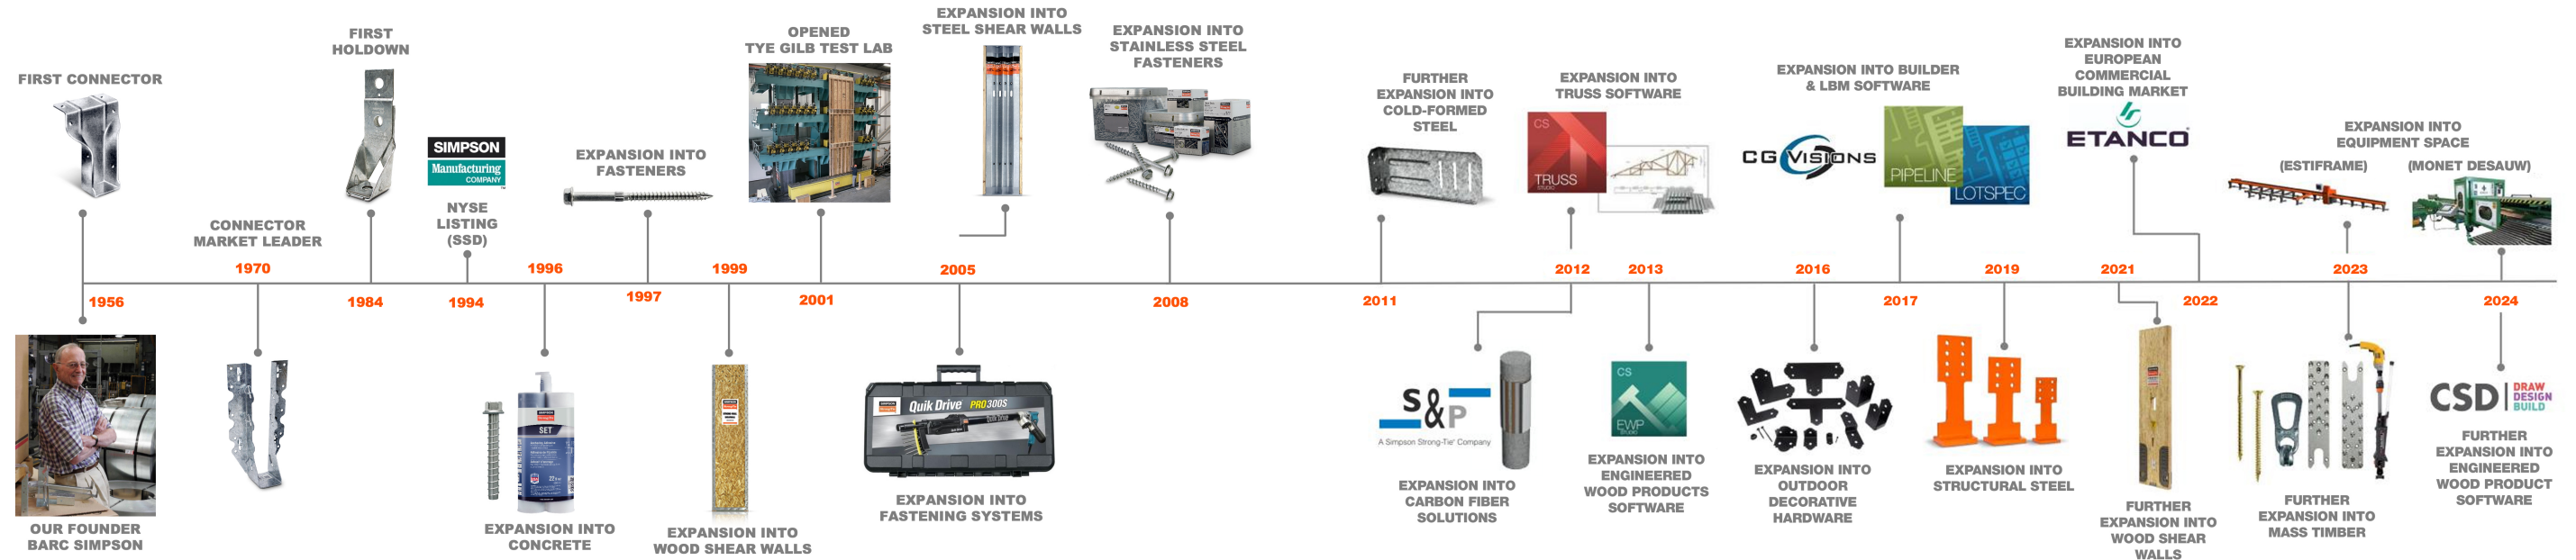 FIRST CONNECTOR
1956
OUR FOUNDER
BARC SIMPSON
CONNECTOR
MARKET LEADER
1970
FIRST
HOLDOWN
1984
SIMPSON
Manufacturing
COMPANY
NYSE
LISTING
(SSD)
1994
1996
SET
EXPANSION INTO
CONCRETE
EXPANSION INTO
FASTENERS
1997
1999
EXPANSION INTO
WOOD SHEAR WALLS
OPENED
TYE GILB TEST LAB
2001
EXPANSION INTO
STEEL SHEAR WALLS
2005
Quik Drive PRO300S
EXPANSION INTO
FASTENING SYSTEMS
EXPANSION INTO
STAINLESS STEEL
FASTENERS
2008
FURTHER
EXPANSION INTO
COLD-FORMED
STEEL
2011
EXPANSION INTO
TRUSS SOFTWARE
CS
TRUSS
STUDIO
2012
S&P
A Simpson Strong-Tie® Company
EXPANSION INTO
CARBON FIBER
SOLUTIONS
2013
CS
EWP
STUDIO
EXPANSION INTO
ENGINEERED
WOOD PRODUCTS
SOFTWARE
2016
EXPANSION INTO
OUTDOOR
DECORATIVE
HARDWARE
EXPANSION INTO BUILDER
& LBM SOFTWARE
CG VISIONS
PIPELINE
LOTSPEC
2017
2019
EXPANSION INTO
STRUCTURAL STEEL
2021
FURTHER
EXPANSION INTO
WOOD SHEAR
WALLS
EXPANSION INTO
EUROPEAN
COMMERCIAL
BUILDING MARKET
ETANCO
2022
EXPANSION INTO
EQUIPMENT SPACE
(ESTIFRAME)
(MONET DESAUW)
2023
FURTHER
EXPANSION INTO
MASS TIMBER
2024
CSD
DRAW
DESIGN
BUILD
FURTHER
EXPANSION INTO
ENGINEERED
WOOD PRODUCT
SOFTWARE